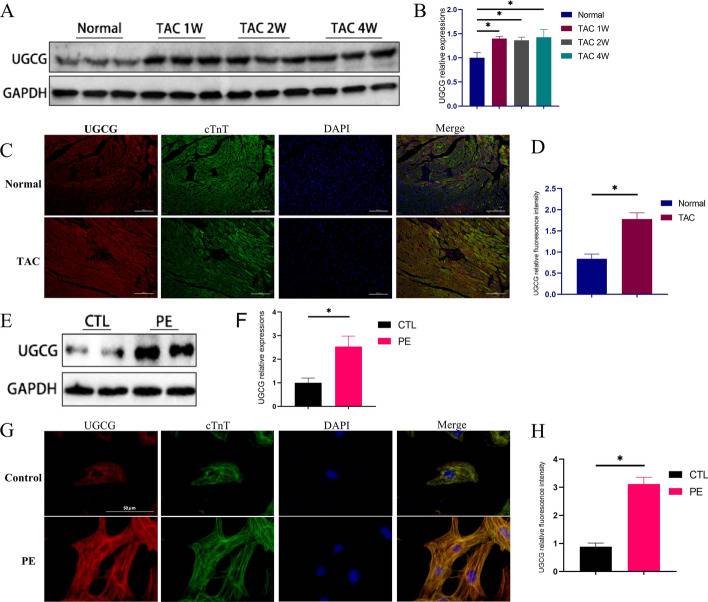 A
Normal TAC 1W TAC 2W TAC 4W
UGCG
GAPDH
B
UGCG relative expressions
2.0
1.5
1.0
0.5
0.0
* * *
Normal
TAC 1W
TAC 2W
TAC 4W
C
UGCG cTnT DAPI Merge
Normal
TAC
D
UGCG relative fluorescence intensity
2.5
2.0
1.5
1.0
0.5
0.0
*
Normal
TAC
E
CTL PE
UGCG
GAPDH
F
UGCG relative expressions
4
3
2
1
0
*
CTL
PE
G
UGCG cTnT DAPI Merge
Control
50 μm
PE
H
UGCG relative fluorescence intensity
4
3
2
1
0
*
CTL
PE